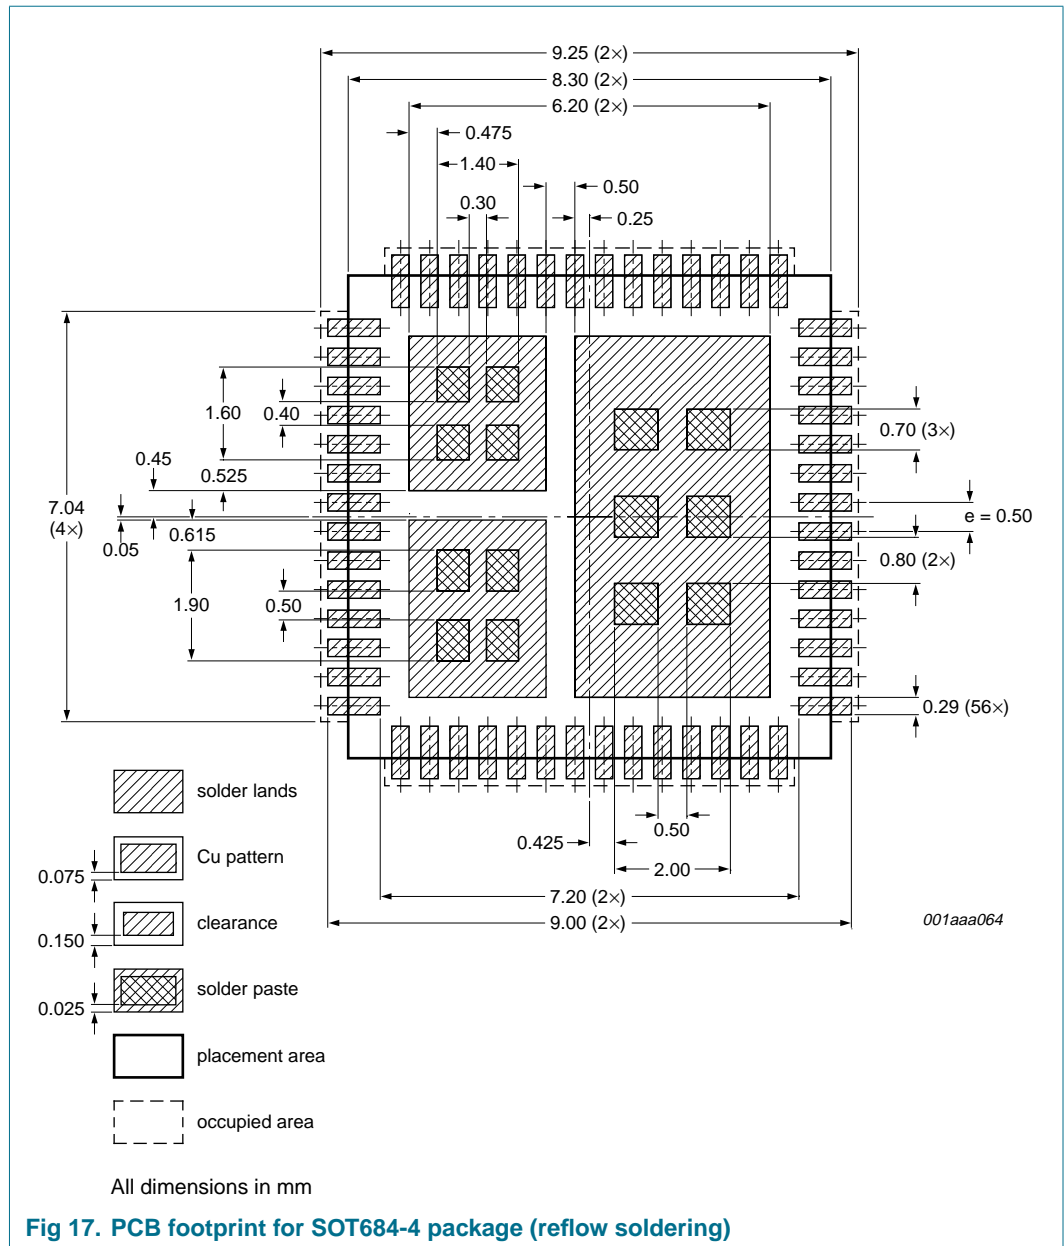 9.25 (2×)
8.30 (2×)
6.20 (2×)
0.475
1.40
0.50
0.30
0.25
1.60
0.40
0.70 (3×)
0.45
0.525
7.04
(4×)
0.615
e = 0.50
0.05
0.80 (2×)
1.90
0.50
0.29 (56×)
solder lands
0.425
0.50
Cu pattern
0.075
2.00
7.20 (2×)
clearance
9.00 (2×)
001aaa064
0.150
solder paste
0.025
placement area
occupied area
All dimensions in mm
Fig 17. PCB footprint for SOT684-4 package (reflow soldering)